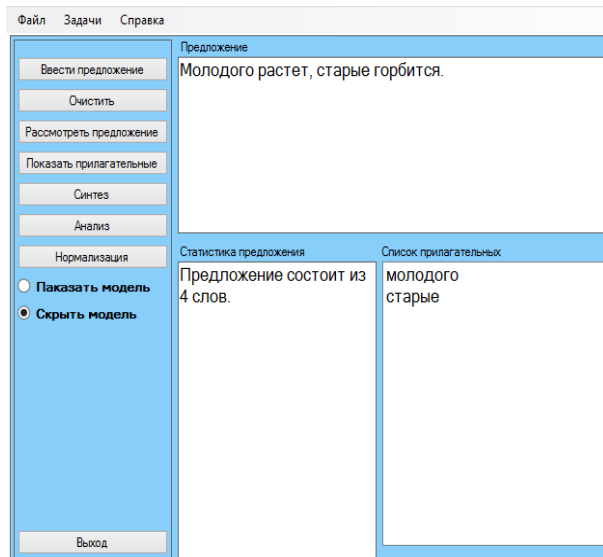 Файл Задачи Справка
Ввести предложение
Очистить
Рассмотреть предложение
Показать прилагательные
Синтез
Анализ
Нормализация
Паказать модель
Скрыть модель
Выход
Предложение
Молодого растет, старые горбится.
Статистика предложения
Предложение состоит из
4 слов.
Список прилагательных
молодого
старые